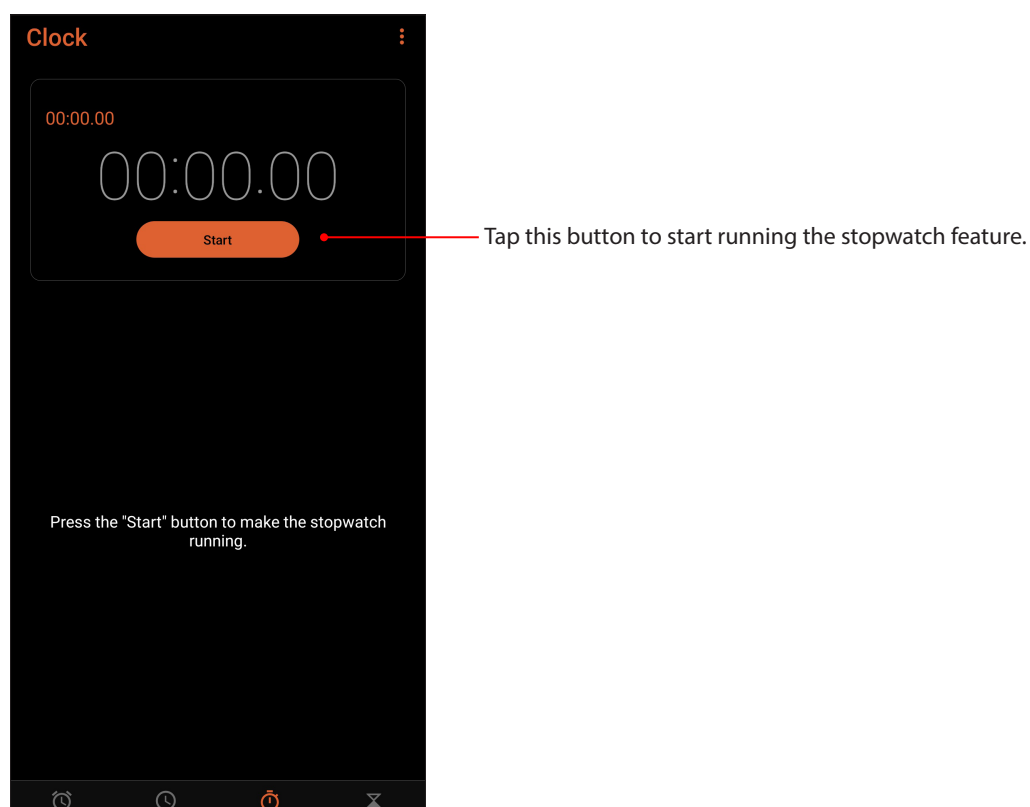 Clock
00:00.00
00:00.00
Start
Tap this button to start running the stopwatch feature.
Press the "Start" button to make the stopwatch
running.